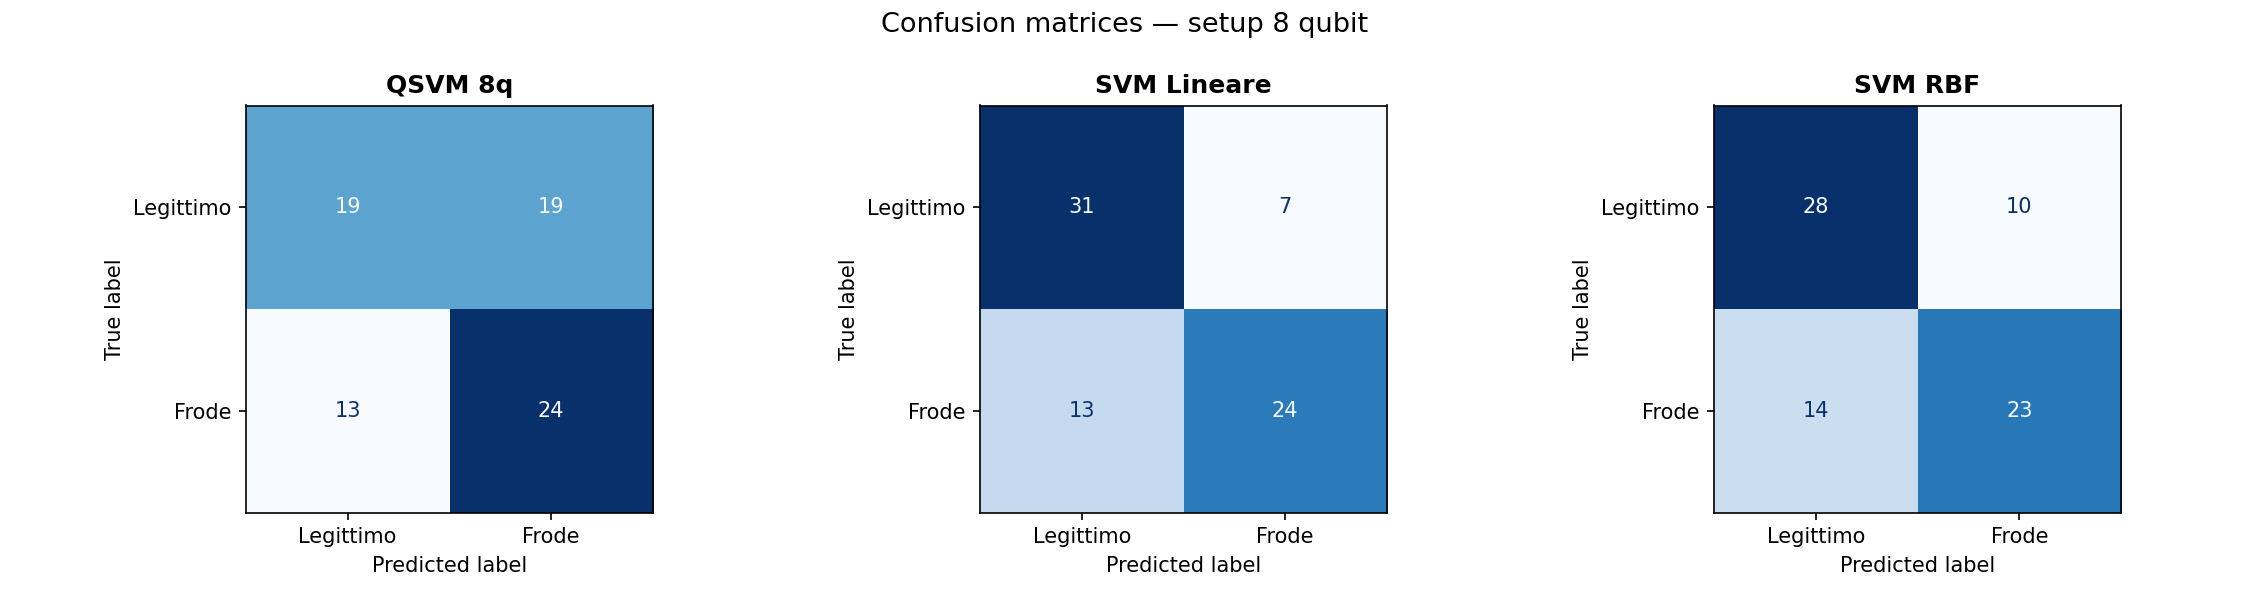 Confusion matrices — setup 8 qubit
QSVM 8q
True label
Legittimo
19
19
Frode
13
24
Legittimo
Frode
Predicted label
SVM Lineare
True label
Legittimo
31
7
Frode
13
24
Legittimo
Frode
Predicted label
SVM RBF
True label
Legittimo
28
10
Frode
14
23
Legittimo
Frode
Predicted label